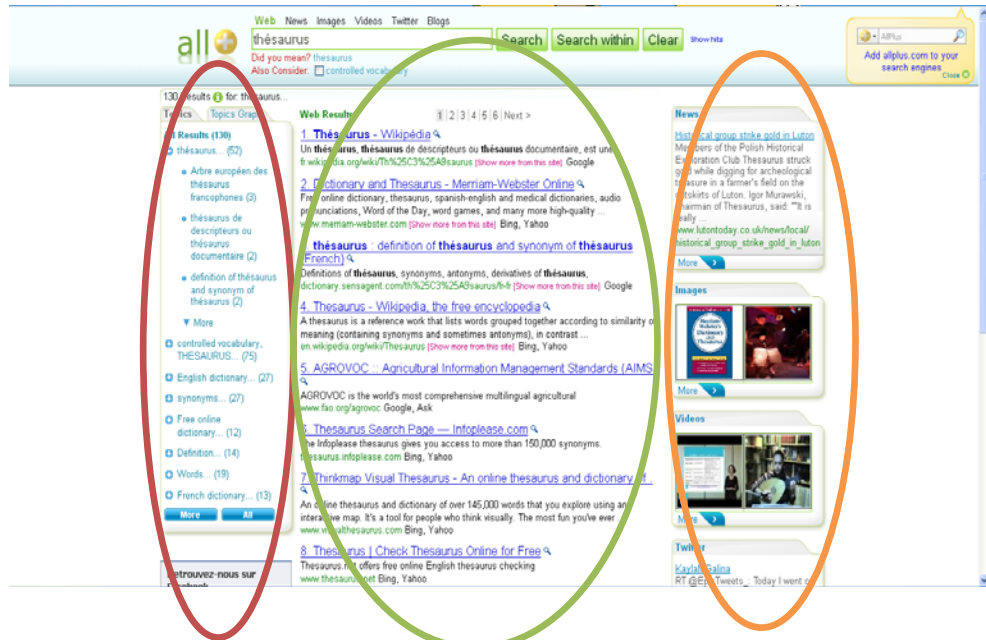 Web News Images Videos Twitter Blogs
all
thésaurus
Search Search within Clear Show hits
Did you mean? thesaurus
Also Consider: controlled vocabulary
AllPlus
Add allplus.com to your
search engines
Close
130 results for: thésaurus...
Topics Topics Graph
All Results (130)
thésaurus... (52)
Arbre européen des
thésaurus
francophones (3)
thésaurus de
descripteurs ou
thésaurus
documentaire (2)
definition of thésaurus
and synonym of
thésaurus (2)
More
controlled vocabulary,
THESAURUS... (75)
English dictionary... (27)
synonyms... (27)
Free online
dictionary... (12)
Definition... (14)
Words... (19)
French dictionary... (13)
More All
Retrouvez-nous sur
Web Results
1 2 3 4 5 6 Next >
1. Thésaurus - Wikipédia
Un thésaurus, thésaurus de descripteurs ou thésaurus documentaire, est une
fr.wikipedia.org/wiki/Th%25C3%25A9saurus [Show more from this site] Google
2. Dictionary and Thesaurus - Merriam-Webster Online
Free online dictionary, thesaurus, spanish-english and medical dictionaries, audio
pronunciations, Word of the Day, word games, and many more high-quality ...
www.merriam-webster.com [Show more from this site] Bing, Yahoo
thésaurus : definition of thésaurus and synonym of thésaurus
(French)
Definitions of thésaurus, synonyms, antonyms, derivatives of thésaurus,
dictionary.sensagent.com/th%25C3%25A9saurus/fr-fr [Show more from this site] Google
4. Thesaurus - Wikipedia, the free encyclopedia
A thesaurus is a reference work that lists words grouped together according to similarity o
meaning (containing synonyms and sometimes antonyms), in contrast ...
en.wikipedia.org/wiki/Thesaurus [Show more from this site] Bing, Yahoo
5. AGROVOC :: Agricultural Information Management Standards (AIMS
AGROVOC is the world's most comprehensive multilingual agricultural
www.fao.org/agrovoc Google, Ask
6. Thesaurus Search Page — Infoplease.com
The Infoplease thesaurus gives you access to more than 150,000 synonyms.
thesaurus.infoplease.com Bing, Yahoo
7. Thinkmap Visual Thesaurus - An online thesaurus and dictionary of .
An online thesaurus and dictionary of over 145,000 words that you explore using an
interactive map. It's a tool for people who think visually. The most fun you've ever
www.visualthesaurus.com Bing, Yahoo
8. Thesaurus | Check Thesaurus Online for Free
Thesaurus.net offers free online English thesaurus checking
www.thesaurus.net Bing, Yahoo
News
Historical group strike gold in Luton
Members of the Polish Historical
Exploration Club Thesaurus struck
gold while digging for archeological
treasure in a farmer's field on the
outskirts of Luton. Igor Murawski,
chairman of Thesaurus, said: "It is
really ...
www.lutontoday.co.uk/news/local/
historical_group_strike_gold_in_luton
More
Images
More
Videos
More
Twitter
Kaylah Galina
Tweets_: Today I went